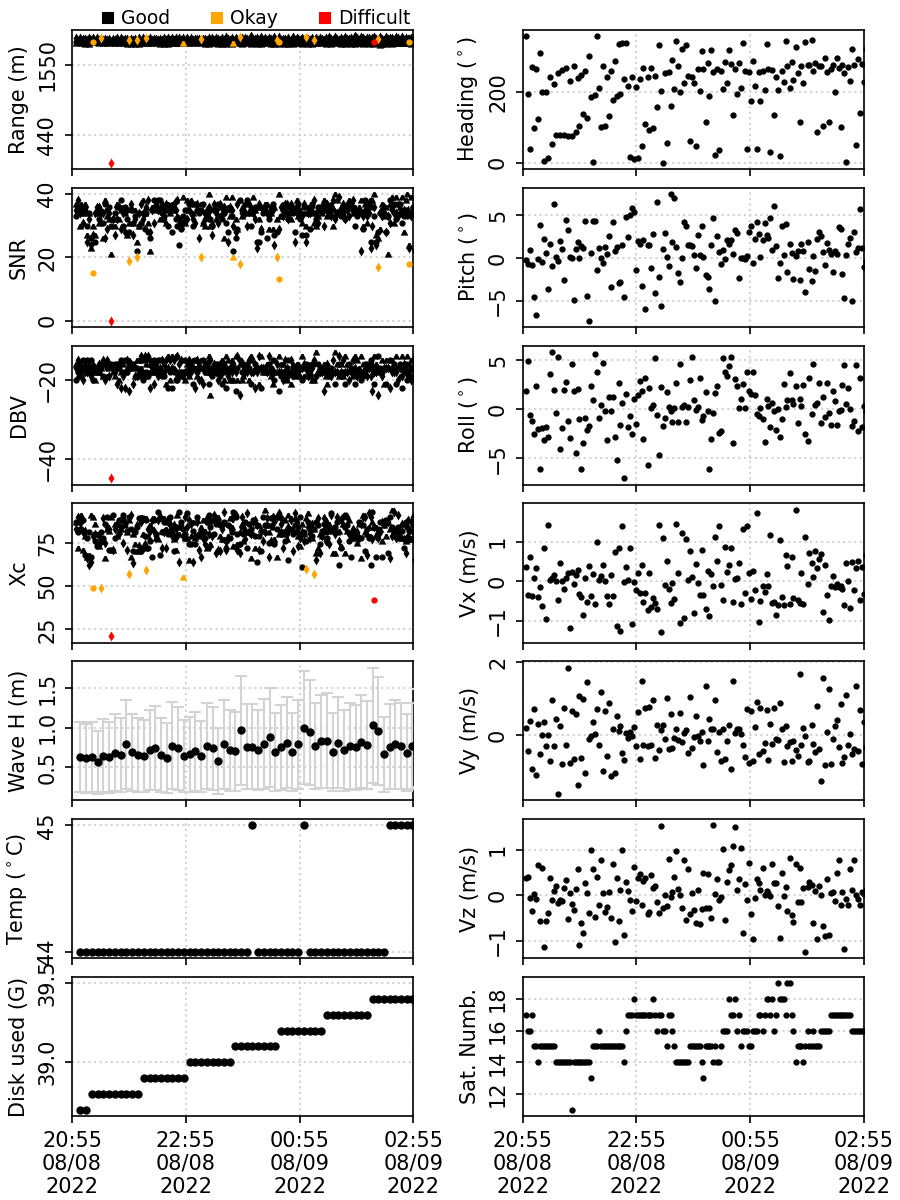 Good Okay Difficult
Range (m)
1550
440
Heading (°)
200
0
SNR
40
20
0
Pitch (°)
5
0
−5
DBV
−20
−40
Roll (°)
5
0
−5
Xc
75
50
25
Vx (m/s)
1
0
−1
Wave H (m)
1.5
1.0
0.5
Vy (m/s)
2
0
Temp (°C)
45
Vz (m/s)
1
0
−1
Disk used (G)
39.0
Sat. Numb.
18
16
14
12
20:55 22:55 00:55 02:55
08/08 08/08 08/09 08/09
2022 2022 2022 2022
20:55 22:55 00:55 02:55
08/08 08/08 08/09 08/09
2022 2022 2022 2022